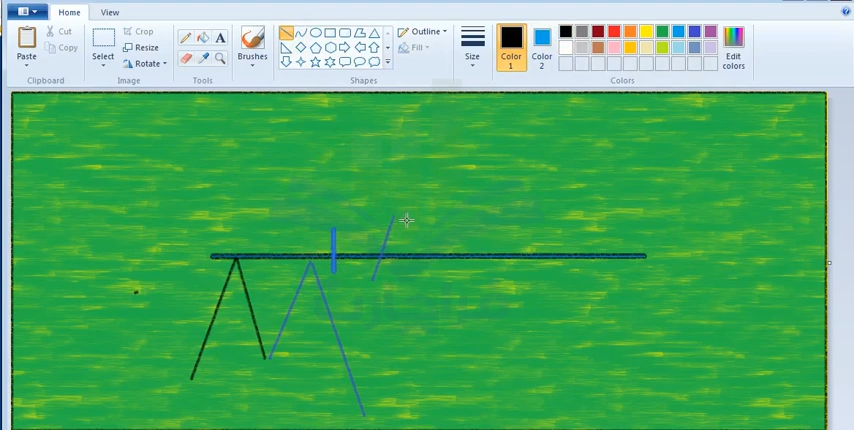 Home View
Paste
Cut
Copy
Clipboard
Select
Crop
Resize
Rotate
Image
Tools
Brushes
Outline
Fill
Shapes
Size
Color
1
Color
2
Edit
colors
Colors